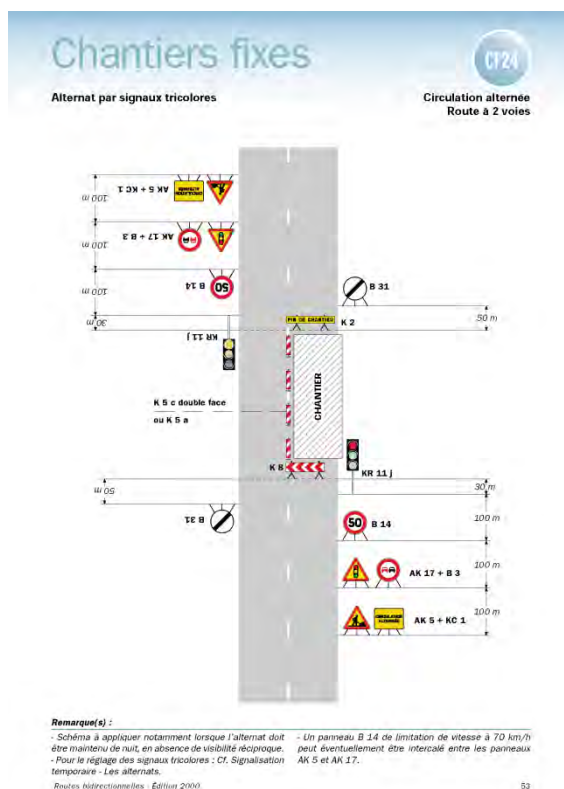 Chantiers fixes
CF24
Alternat par signaux tricolores
Circulation alternée
Route à 2 voies
AK 5 + KC 1
100 m
AK 17 + B 3
100 m
50
B 14
100 m
30 m
KR 11 j
B 31
50 m
FIN DE CHANTIER
K 2
CHANTIER
K 5 c double face
ou K 5 a
K 8
KR 11 j
50 m
30 m
B 31
50
B 14
100 m
AK 17 + B 3
100 m
CIRCULATION
ALTERNEE
AK 5 + KC 1
100 m
Remarque(s) :
- Schéma à appliquer notamment lorsque l'alternat doit
être maintenu de nuit, en absence de visibilité réciproque.
- Pour le réglage des signaux tricolores : Cf. Signalisation
temporaire - Les alternats.
- Un panneau B 14 de limitation de vitesse à 70 km/h
peut éventuellement être intercalé entre les panneaux
AK 5 et AK 17.
Routes bidirectionnelles - Édition 2000
53